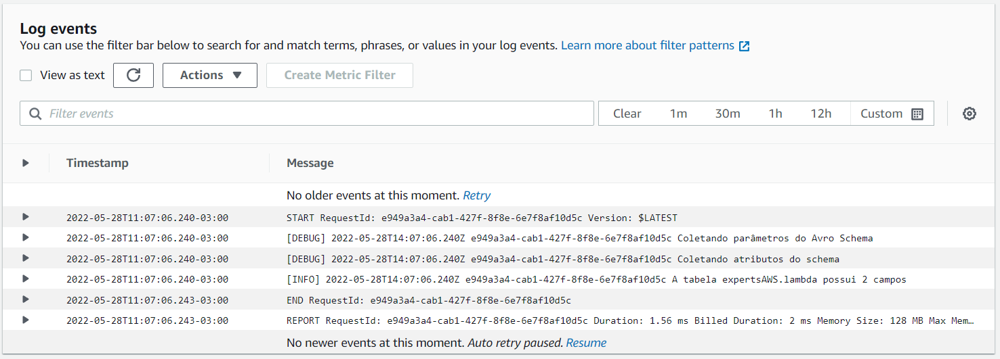 Log events
You can use the filter bar below to search for and match terms, phrases, or values in your log events. Learn more about filter patterns
View as text Actions Create Metric Filter
Filter events Clear 1m 30m 1h 12h Custom
Timestamp Message
No older events at this moment. Retry
2022-05-28T11:07:06.240-03:00 START RequestId: e949a3a4-cab1-427f-8f8e-6e7f8af10d5c Version: $LATEST
2022-05-28T11:07:06.240-03:00 [DEBUG] 2022-05-28T14:07:06.240Z e949a3a4-cab1-427f-8f8e-6e7f8af10d5c Coletando parâmetros do Avro Schema
2022-05-28T11:07:06.240-03:00 [DEBUG] 2022-05-28T14:07:06.240Z e949a3a4-cab1-427f-8f8e-6e7f8af10d5c Coletando atributos do schema
2022-05-28T11:07:06.240-03:00 [INFO] 2022-05-28T14:07:06.240Z e949a3a4-cab1-427f-8f8e-6e7f8af10d5c A tabela expertsAWS.lambda possui 2 campos
2022-05-28T11:07:06.243-03:00 END RequestId: e949a3a4-cab1-427f-8f8e-6e7f8af10d5c
2022-05-28T11:07:06.243-03:00 REPORT RequestId: e949a3a4-cab1-427f-8f8e-6e7f8af10d5c Duration: 1.56 ms Billed Duration: 2 ms Memory Size: 128 MB Max Mem…
No newer events at this moment. Auto retry paused. Resume